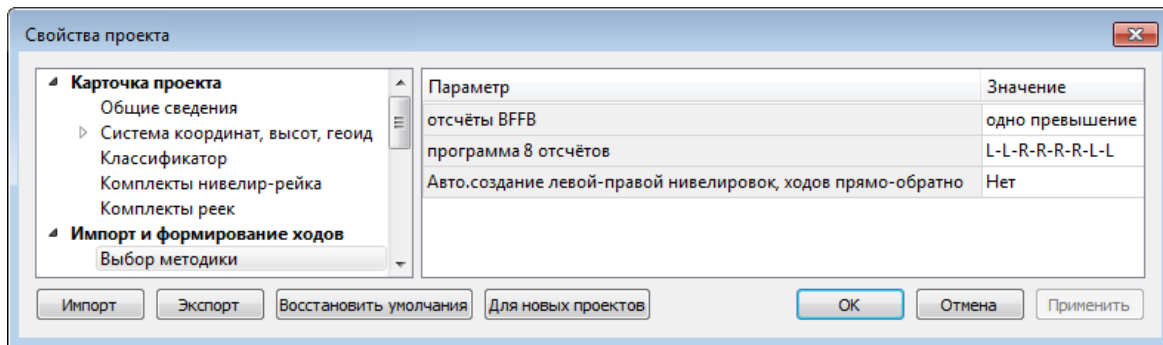 Свойства проекта
Карточка проекта
Общие сведения
Система координат, высот, геоид
Классификатор
Комплекты нивелир-рейка
Комплекты реек
Импорт и формирование ходов
Выбор методики
Параметр Значение
отсчёты BFFB одно превышение
программа 8 отсчётов L-L-R-R-R-R-L-L
Авто.создание левой-правой нивелировок, ходов прямо-обратно Нет
Импорт Экспорт Восстановить умолчания Для новых проектов OK Отмена Применить